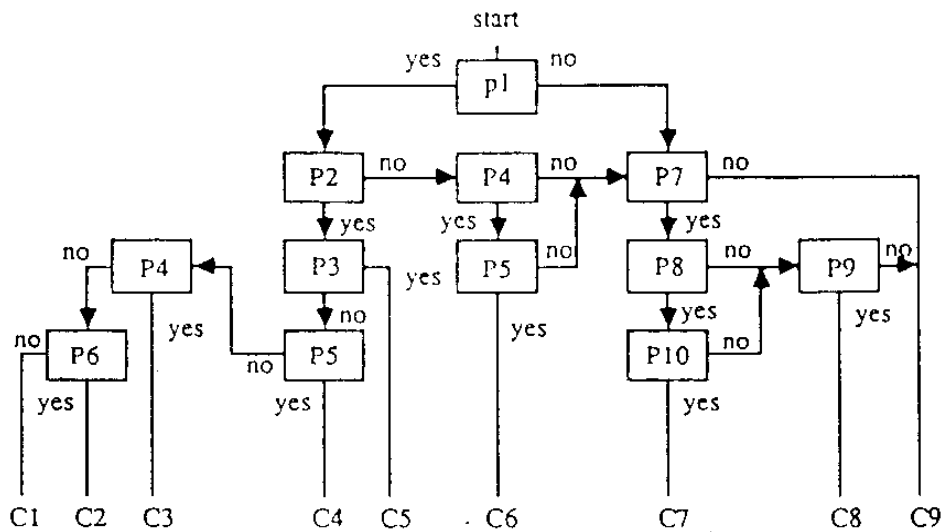 start
yes no
p1
P2 no P4 no P7 no
yes yes yes
no P4 P3 yes P5 no P8 no P9 no
yes no yes yes
no P6 no P5 P10 no
yes yes yes
C1 C2 C3 C4 C5 C6 C7 C8 C9